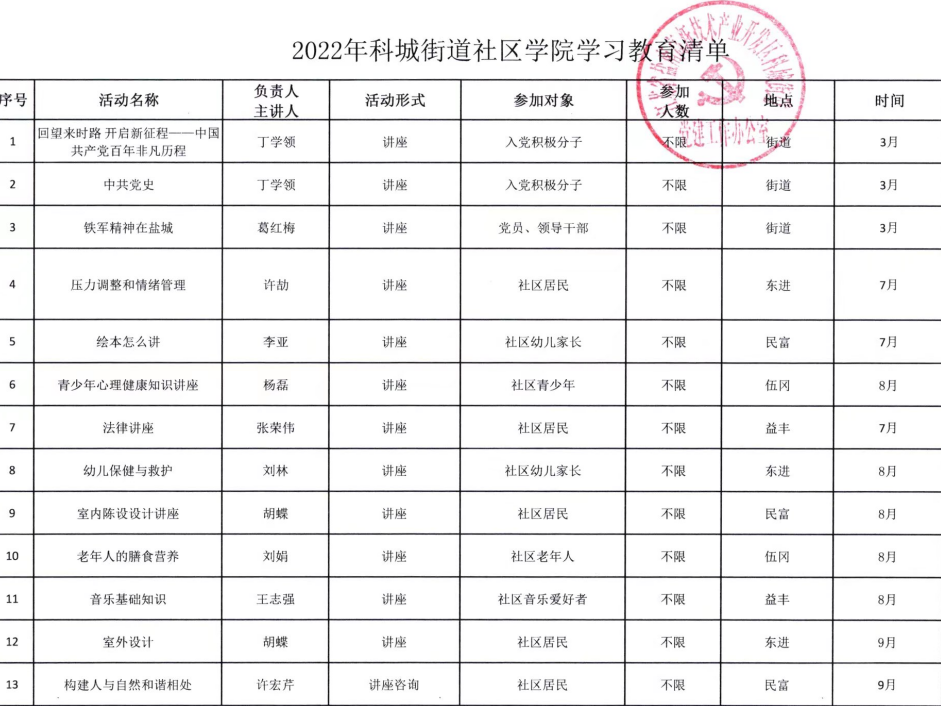 2022年科城街道社区学院学习教育清单
党建工作办公室
序号 活动名称 负责人 主讲人 活动形式 参加对象 参加 人数 地点 时间
1 回望来时路 开启新征程——中国 共产党百年非凡历程 丁学领 讲座 入党积极分子 不限 街道 3月
2 中共党史 丁学领 讲座 入党积极分子 不限 街道 3月
3 铁军精神在盐城 葛红梅 讲座 党员、领导干部 不限 街道 3月
4 压力调整和情绪管理 许劼 讲座 社区居民 不限 东进 7月
5 绘本怎么讲 李亚 讲座 社区幼儿家长 不限 民富 7月
6 青少年心理健康知识讲座 杨磊 讲座 社区青少年 不限 伍冈 8月
7 法律讲座 张荣伟 讲座 社区居民 不限 益丰 7月
8 幼儿保健与救护 刘林 讲座 社区幼儿家长 不限 东进 8月
9 室内陈设设计讲座 胡蝶 讲座 社区居民 不限 民富 8月
10 老年人的膳食营养 刘娟 讲座 社区老年人 不限 伍冈 8月
11 音乐基础知识 王志强 讲座 社区音乐爱好者 不限 益丰 8月
12 室外设计 胡蝶 讲座 社区居民 不限 东进 9月
13 构建人与自然和谐相处 许宏芹 讲座咨询 社区居民 不限 民富 9月